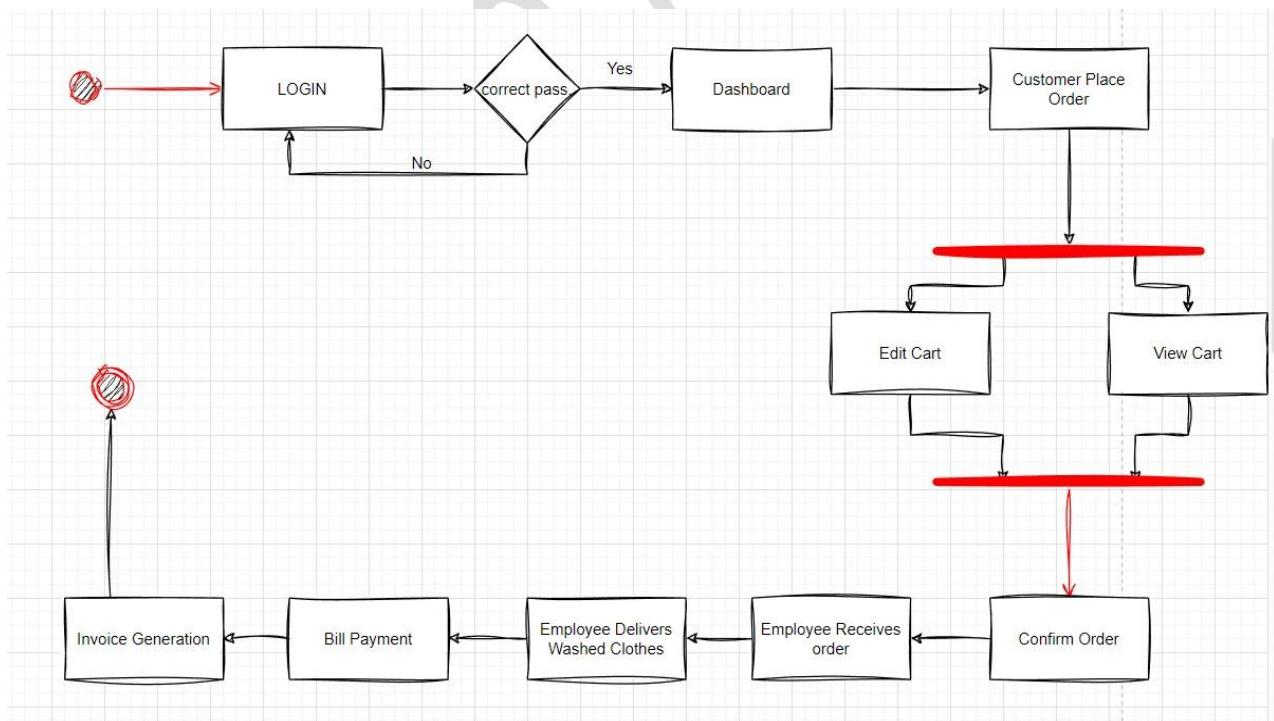 LOGIN
correct pass.
Yes
No
Dashboard
Customer Place
Order
Edit Cart
View Cart
Confirm Order
Employee Receives
order
Employee Delivers
Washed Clothes
Bill Payment
Invoice Generation